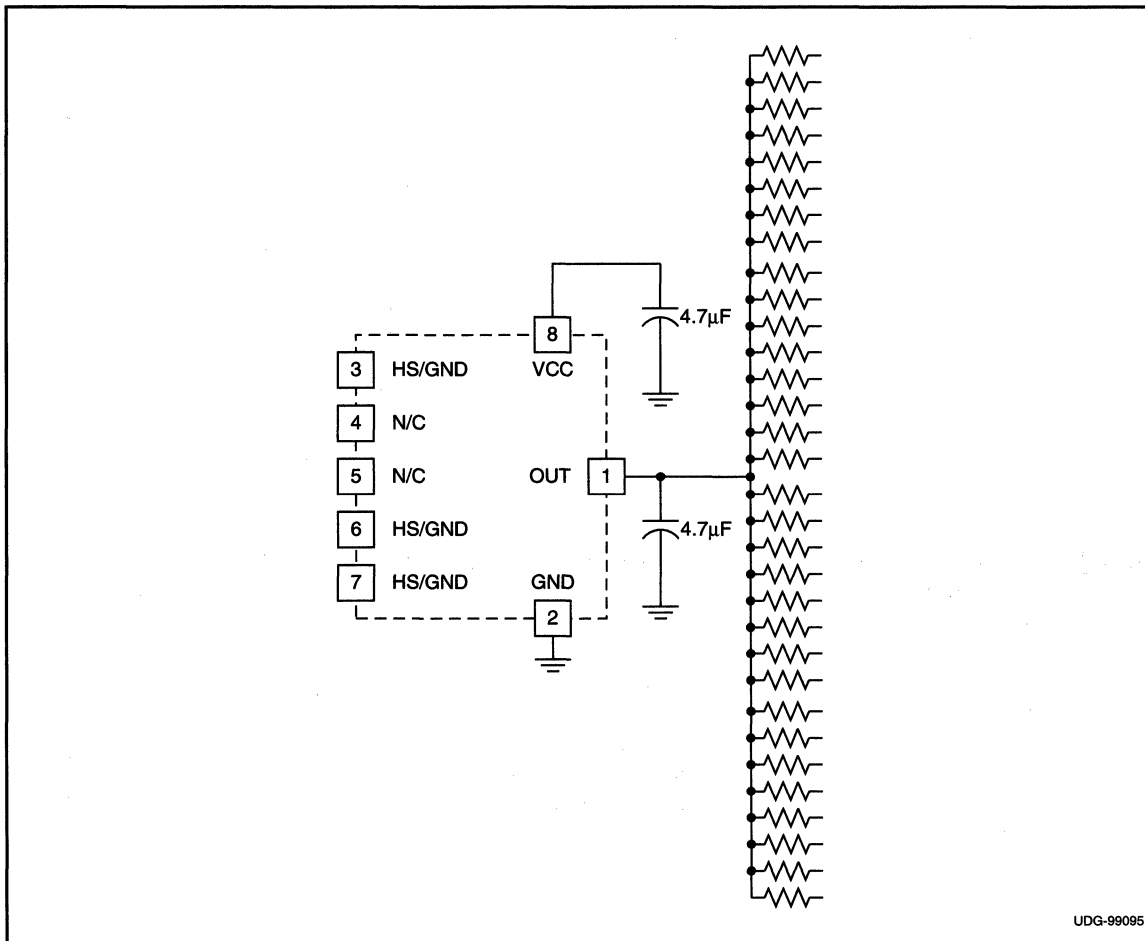 4.7µF
8
VCC
3 HS/GND
4 N/C
5 N/C
OUT 1
6 HS/GND
4.7µF
7 HS/GND
GND
2
UDG-99095